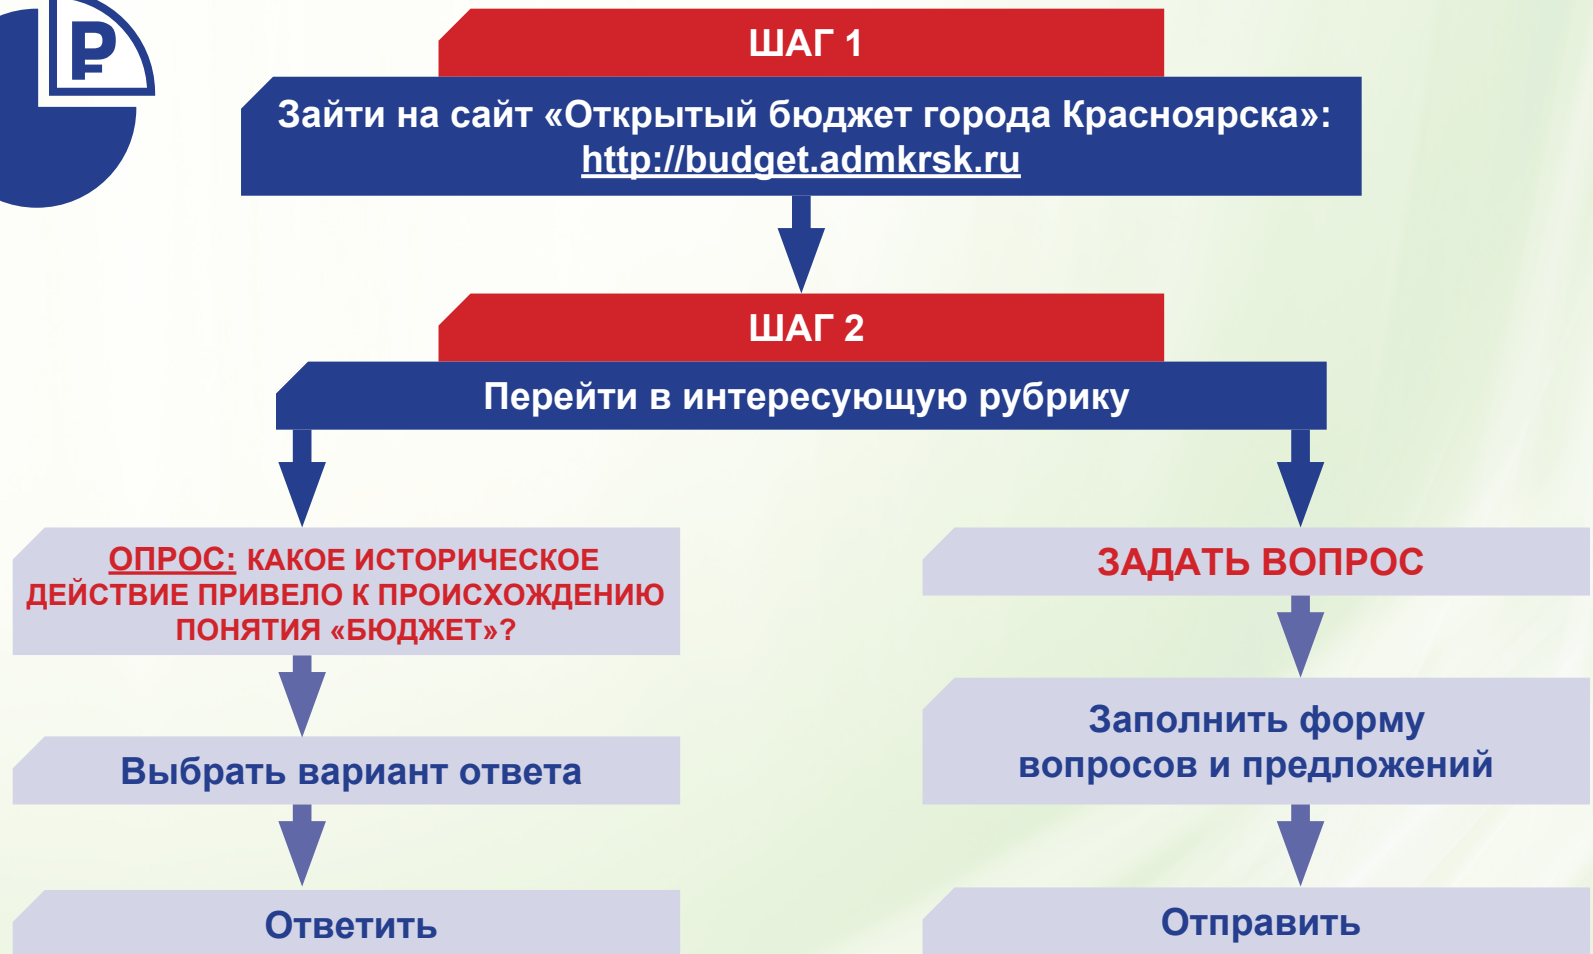 ШАГ 1
Зайти на сайт «Открытый бюджет города Красноярска»:
http://budget.admkrsk.ru
ШАГ 2
Перейти в интересующую рубрику
ОПРОС: КАКОЕ ИСТОРИЧЕСКОЕ
ДЕЙСТВИЕ ПРИВЕЛО К ПРОИСХОЖДЕНИЮ
ПОНЯТИЯ «БЮДЖЕТ»?
Выбрать вариант ответа
Ответить
ЗАДАТЬ ВОПРОС
Заполнить форму
вопросов и предложений
Отправить